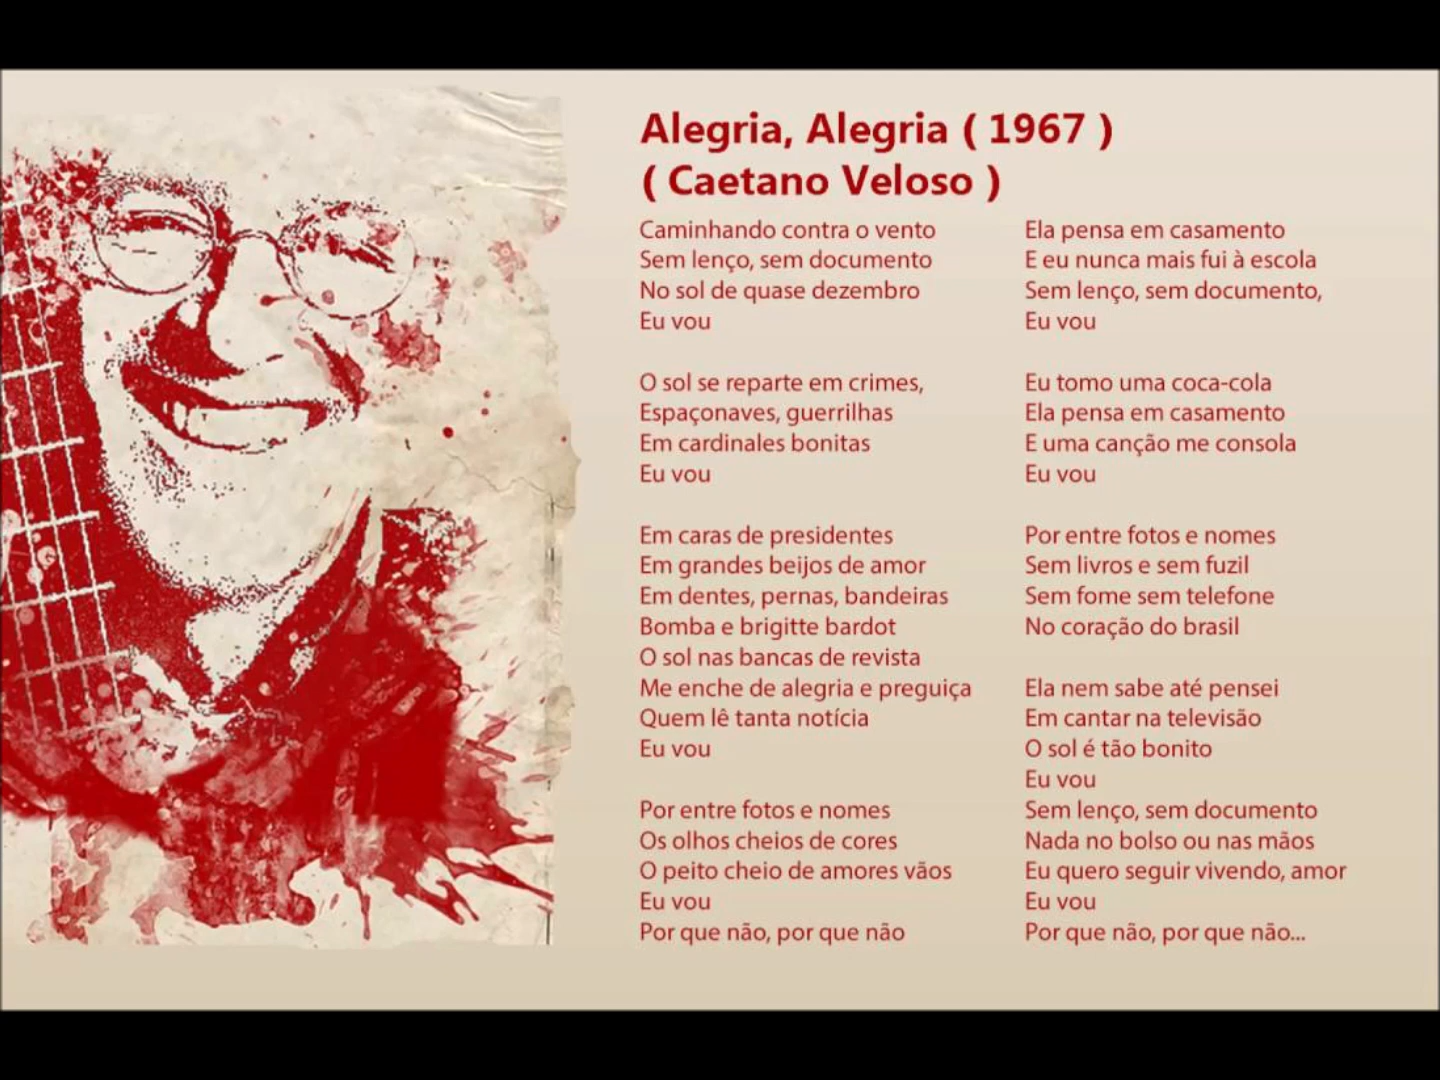 Alegria, Alegria ( 1967 )
( Caetano Veloso )
Caminhando contra o vento
Sem lenço, sem documento
No sol de quase dezembro
Eu vou
O sol se reparte em crimes,
Espaçonaves, guerrilhas
Em cardinales bonitas
Eu vou
Em caras de presidentes
Em grandes beijos de amor
Em dentes, pernas, bandeiras
Bomba e brigitte bardot
O sol nas bancas de revista
Me enche de alegria e preguiça
Quem lê tanta notícia
Eu vou
Por entre fotos e nomes
Os olhos cheios de cores
O peito cheio de amores vãos
Eu vou
Por que não, por que não
Ela pensa em casamento
E eu nunca mais fui à escola
Sem lenço, sem documento,
Eu vou
Eu tomo uma coca-cola
Ela pensa em casamento
E uma canção me consola
Eu vou
Por entre fotos e nomes
Sem livros e sem fuzil
Sem fome sem telefone
No coração do brasil
Ela nem sabe até pensei
Em cantar na televisão
O sol é tão bonito
Eu vou
Sem lenço, sem documento
Nada no bolso ou nas mãos
Eu quero seguir vivendo, amor
Eu vou
Por que não, por que não...